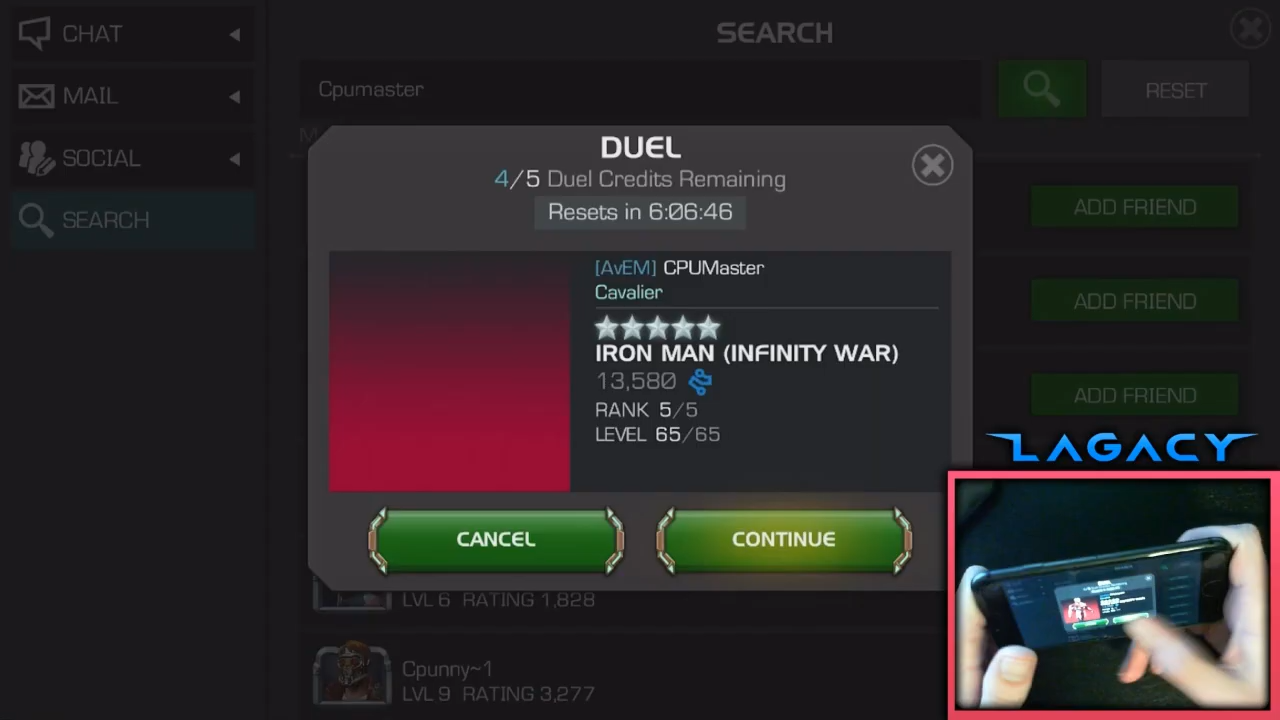 CHAT
MAIL
SOCIAL
SEARCH
SEARCH
Cpumaster
RESET
DUEL
4/5 Duel Credits Remaining
Resets in 6:06:46
[AvEM] CPUMaster
Cavalier
IRON MAN (INFINITY WAR)
13,580
RANK 5/5
LEVEL 65/65
CANCEL
CONTINUE
ADD FRIEND
ADD FRIEND
ADD FRIEND
LAGACY
LVL 6 RATING 1,828
Cpunny~1
LVL 9 RATING 3,277